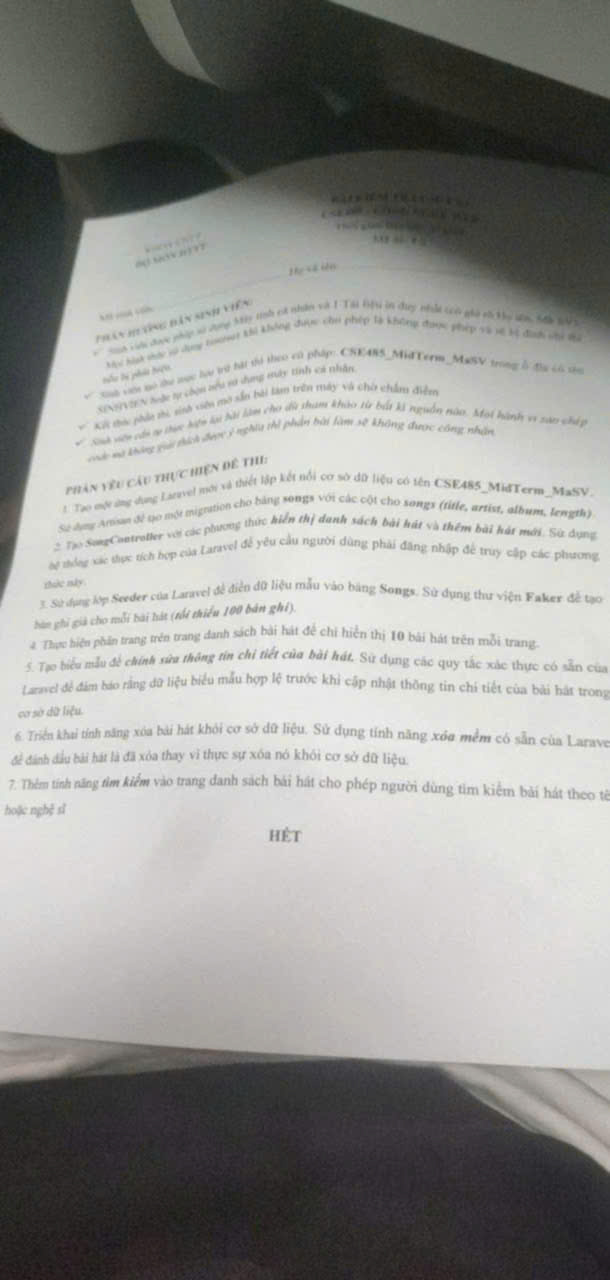 BỘ MÔN HTTT
Họ và tên
Mã sinh viên
PHẦN HƯỚNG DẪN SINH VIÊN:
✓ Sinh viên được phép sử dụng Máy tính cá nhân và 1 Tài liệu in duy nhất
Mọi hình thức sử dụng Internet khi không được cho phép là không được phép và sẽ bị đình chỉ thi
nếu bị phát hiện.
✓ Sinh viên tạo thư mục lưu trữ bài thi theo cú pháp: CSE485_MidTerm_MaSV trong ổ đĩa có tên
SINHVIEN hoặc tự chọn nếu sử dụng máy tính cá nhân.
✓ Kết thúc phần thi, sinh viên mở sẵn bài làm trên máy và chờ chấm điểm
✓ Sinh viên cần tự thực hiện lại bài làm cho dù tham khảo từ bất kì nguồn nào. Mọi hành vi sao chép
code mà không giải thích được ý nghĩa thì phần bài làm sẽ không được công nhận.
PHẦN YÊU CẦU THỰC HIỆN ĐỀ THI:
1. Tạo một ứng dụng Laravel mới và thiết lập kết nối cơ sở dữ liệu có tên CSE485_MidTerm_MaSV.
Sử dụng Artisan để tạo một migration cho bảng songs với các cột cho songs (title, artist, album, length)
2. Tạo SongController với các phương thức hiển thị danh sách bài hát và thêm bài hát mới. Sử dụng
hệ thống xác thực tích hợp của Laravel để yêu cầu người dùng phải đăng nhập để truy cập các phương
thức này.
3. Sử dụng lớp Seeder của Laravel để điền dữ liệu mẫu vào bảng Songs. Sử dụng thư viện Faker để tạo
bản ghi giả cho mỗi bài hát (tối thiểu 100 bản ghi).
4. Thực hiện phân trang trên trang danh sách bài hát để chỉ hiển thị 10 bài hát trên mỗi trang.
5. Tạo biểu mẫu để chỉnh sửa thông tin chi tiết của bài hát. Sử dụng các quy tắc xác thực có sẵn của
Laravel để đảm bảo rằng dữ liệu biểu mẫu hợp lệ trước khi cập nhật thông tin chi tiết của bài hát trong
cơ sở dữ liệu.
6. Triển khai tính năng xóa bài hát khỏi cơ sở dữ liệu. Sử dụng tính năng xóa mềm có sẵn của Larave
để đánh dấu bài hát là đã xóa thay vì thực sự xóa nó khỏi cơ sở dữ liệu.
7. Thêm tính năng tìm kiếm vào trang danh sách bài hát cho phép người dùng tìm kiếm bài hát theo tê
hoặc nghệ sĩ
HẾT